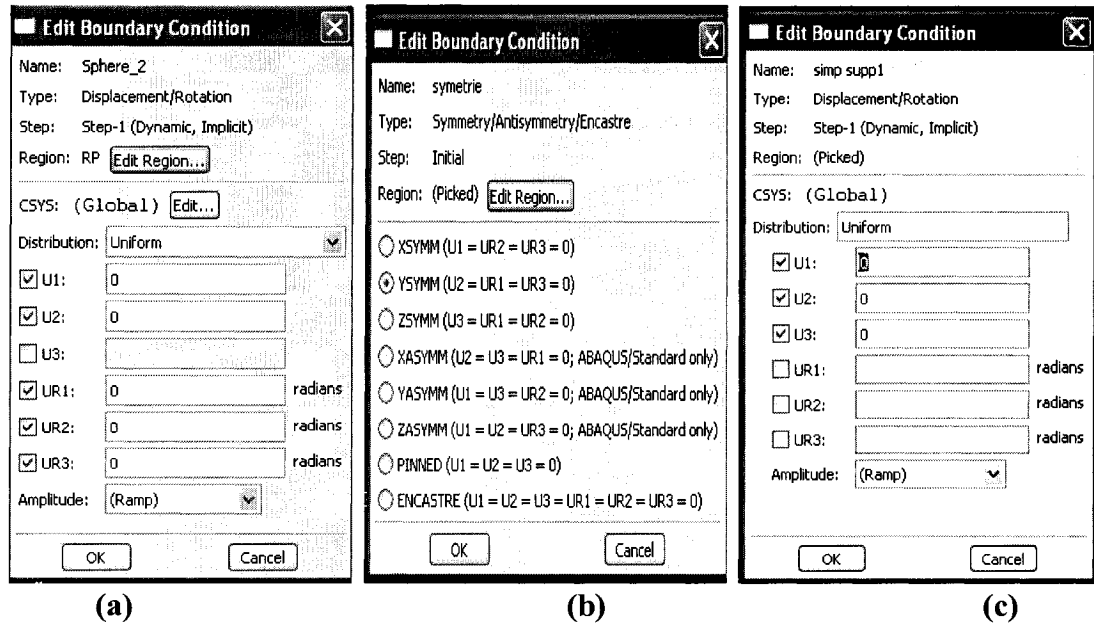 Edit Boundary Condition
Name: Sphere_2
Type: Displacement/Rotation
Step: Step-1 (Dynamic, Implicit)
Region: RP Edit Region...
CSYS: (Global) Edit...
Distribution: Uniform
U1: 0
U2: 0
U3:
UR1: 0 radians
UR2: 0 radians
UR3: 0 radians
Amplitude: (Ramp)
OK Cancel
(a)
Edit Boundary Condition
Name: symetrie
Type: Symmetry/Antisymmetry/Encastre
Step: Initial
Region: (Picked) Edit Region...
XSYMM (U1 = UR2 = UR3 = 0)
YSYMM (U2 = UR1 = UR3 = 0)
ZSYMM (U3 = UR1 = UR2 = 0)
XASYMM (U2 = U3 = UR1 = 0; ABAQUS/Standard only)
YASYMM (U1 = U3 = UR2 = 0; ABAQUS/Standard only)
ZASYMM (U1 = U2 = UR3 = 0; ABAQUS/Standard only)
PINNED (U1 = U2 = U3 = 0)
ENCASTRE (U1 = U2 = U3 = UR1 = UR2 = UR3 = 0)
OK Cancel
(b)
Edit Boundary Condition
Name: simp supp1
Type: Displacement/Rotation
Step: Step-1 (Dynamic, Implicit)
Region: (Picked)
CSYS: (Global)
Distribution: Uniform
U1: 0
U2: 0
U3: 0
UR1: radians
UR2: radians
UR3: radians
Amplitude: (Ramp)
OK Cancel
(c)